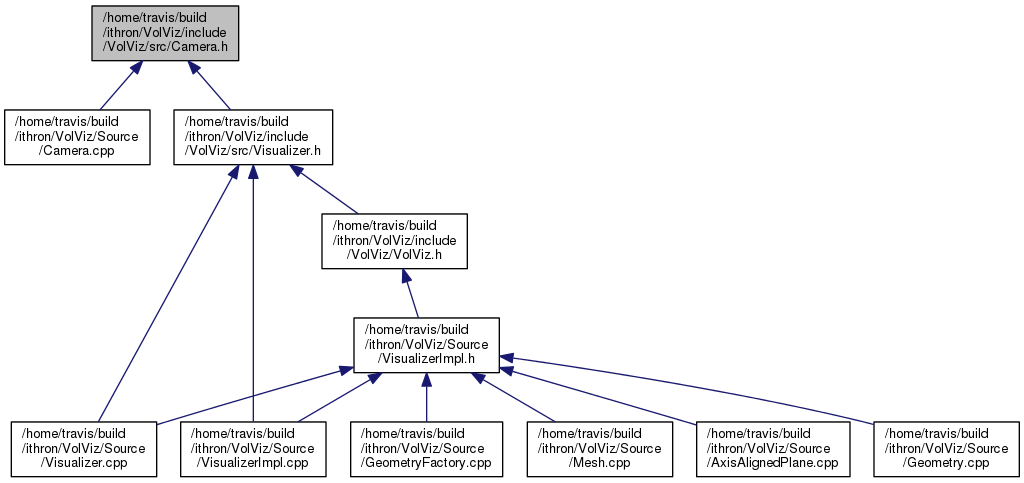 /home/travis/build
/ithron/VolViz/include
/VolViz/src/Camera.h
/home/travis/build
/ithron/VolViz/Source
/Camera.cpp
/home/travis/build
/ithron/VolViz/include
/VolViz/src/Visualizer.h
/home/travis/build
/ithron/VolViz/include
/VolViz/VolViz.h
/home/travis/build
/ithron/VolViz/Source
/VisualizerImpl.h
/home/travis/build
/ithron/VolViz/Source
/Visualizer.cpp
/home/travis/build
/ithron/VolViz/Source
/VisualizerImpl.cpp
/home/travis/build
/ithron/VolViz/Source
/GeometryFactory.cpp
/home/travis/build
/ithron/VolViz/Source
/Mesh.cpp
/home/travis/build
/ithron/VolViz/Source
/AxisAlignedPlane.cpp
/home/travis/build
/ithron/VolViz/Source
/Geometry.cpp